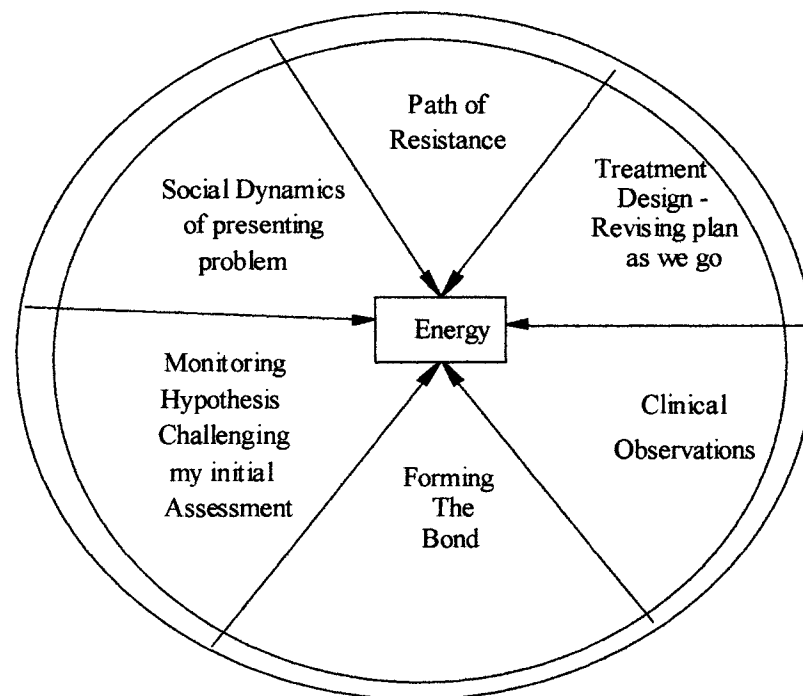 Path of
Resistance
Treatment
Design -
Revising plan
as we go
Social Dynamics
of presenting
problem
Energy
Monitoring
Hypothesis
Challenging
my initial
Assessment
Clinical
Observations
Forming
The
Bond